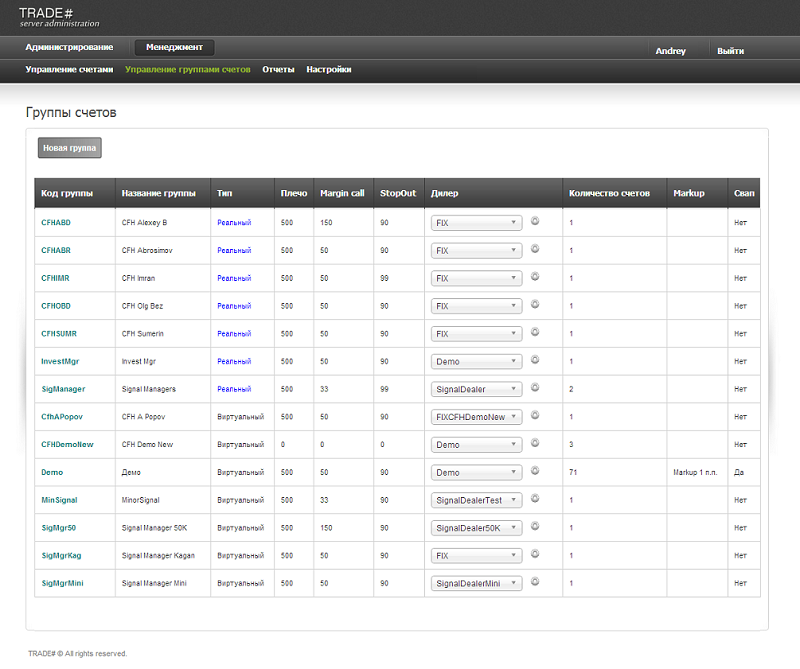 TRADE#
server administration
Администрирование Менеджмент Andrey Выйти
Управление счетами Управление группами счетов Отчеты Настройки
Группы счетов
Новая группа
Код группы Название группы Тип Плечо Margin call StopOut Дилер Количество счетов Markup Свап
CFHABD CFH Alexey B Реальный 500 150 90 FIX 1 Нет
CFHABR CFH Abrosimov Реальный 500 50 90 FIX 1 Нет
CFHIMR CFH Imran Реальный 500 50 99 FIX 1 Нет
CFHOBD CFH Olg Bez Реальный 500 50 90 FIX 1 Нет
CFHSUMR CFH Sumerin Реальный 500 50 90 FIX 1 Нет
InvestMgr Invest Mgr Реальный 500 50 90 Demo 1 Нет
SigManager Signal Managers Реальный 500 33 99 SignalDealer 2 Нет
CfhAPopov CFH A Popov Виртуальный 500 50 90 FIXCFHDemoNew 1 Нет
CFHDemoNew CFH Demo New Виртуальный 0 0 0 Demo 3 Нет
Demo Демо Виртуальный 500 50 90 Demo 71 Markup 1 п.п. Да
MinSignal MinorSignal Виртуальный 500 33 90 SignalDealerTest 1 Нет
SigMgr50 Signal Manager 50K Виртуальный 500 150 90 SignalDealer50K 1 Нет
SigMgrKag Signal Manager Kagan Виртуальный 500 50 90 FIX 1 Нет
SigMgrMini Signal Manager Mini Виртуальный 500 50 90 SignalDealerMini 1 Нет
TRADE# © All rights reserved.